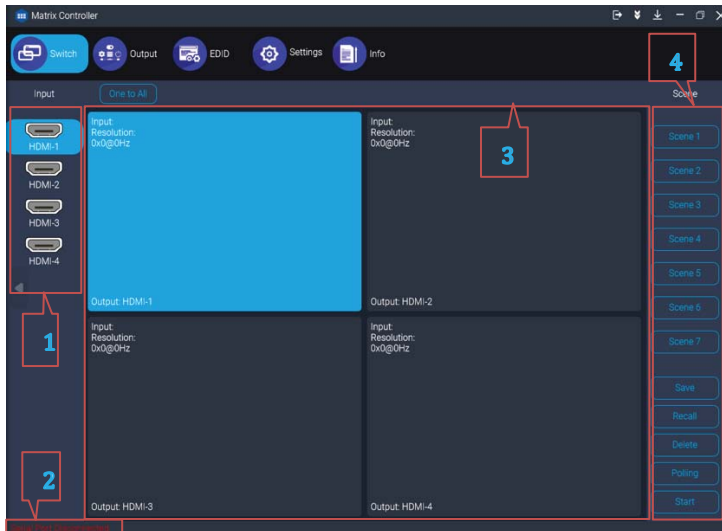 Matrix Controller
Switch
Output
EDID
Settings
Info
4
Input
One to All
Scene
HDMI-1
HDMI-2
HDMI-3
HDMI-4
1
2
Input:
Resolution:
0x0@0Hz
Output: HDMI-1
Input:
Resolution:
0x0@0Hz
3
Output: HDMI-2
Input:
Resolution:
0x0@0Hz
Output: HDMI-3
Input:
Resolution:
0x0@0Hz
Output: HDMI-4
Scene 1
Scene 2
Scene 3
Scene 4
Scene 5
Scene 6
Scene 7
Save
Recall
Delete
Polling
Start